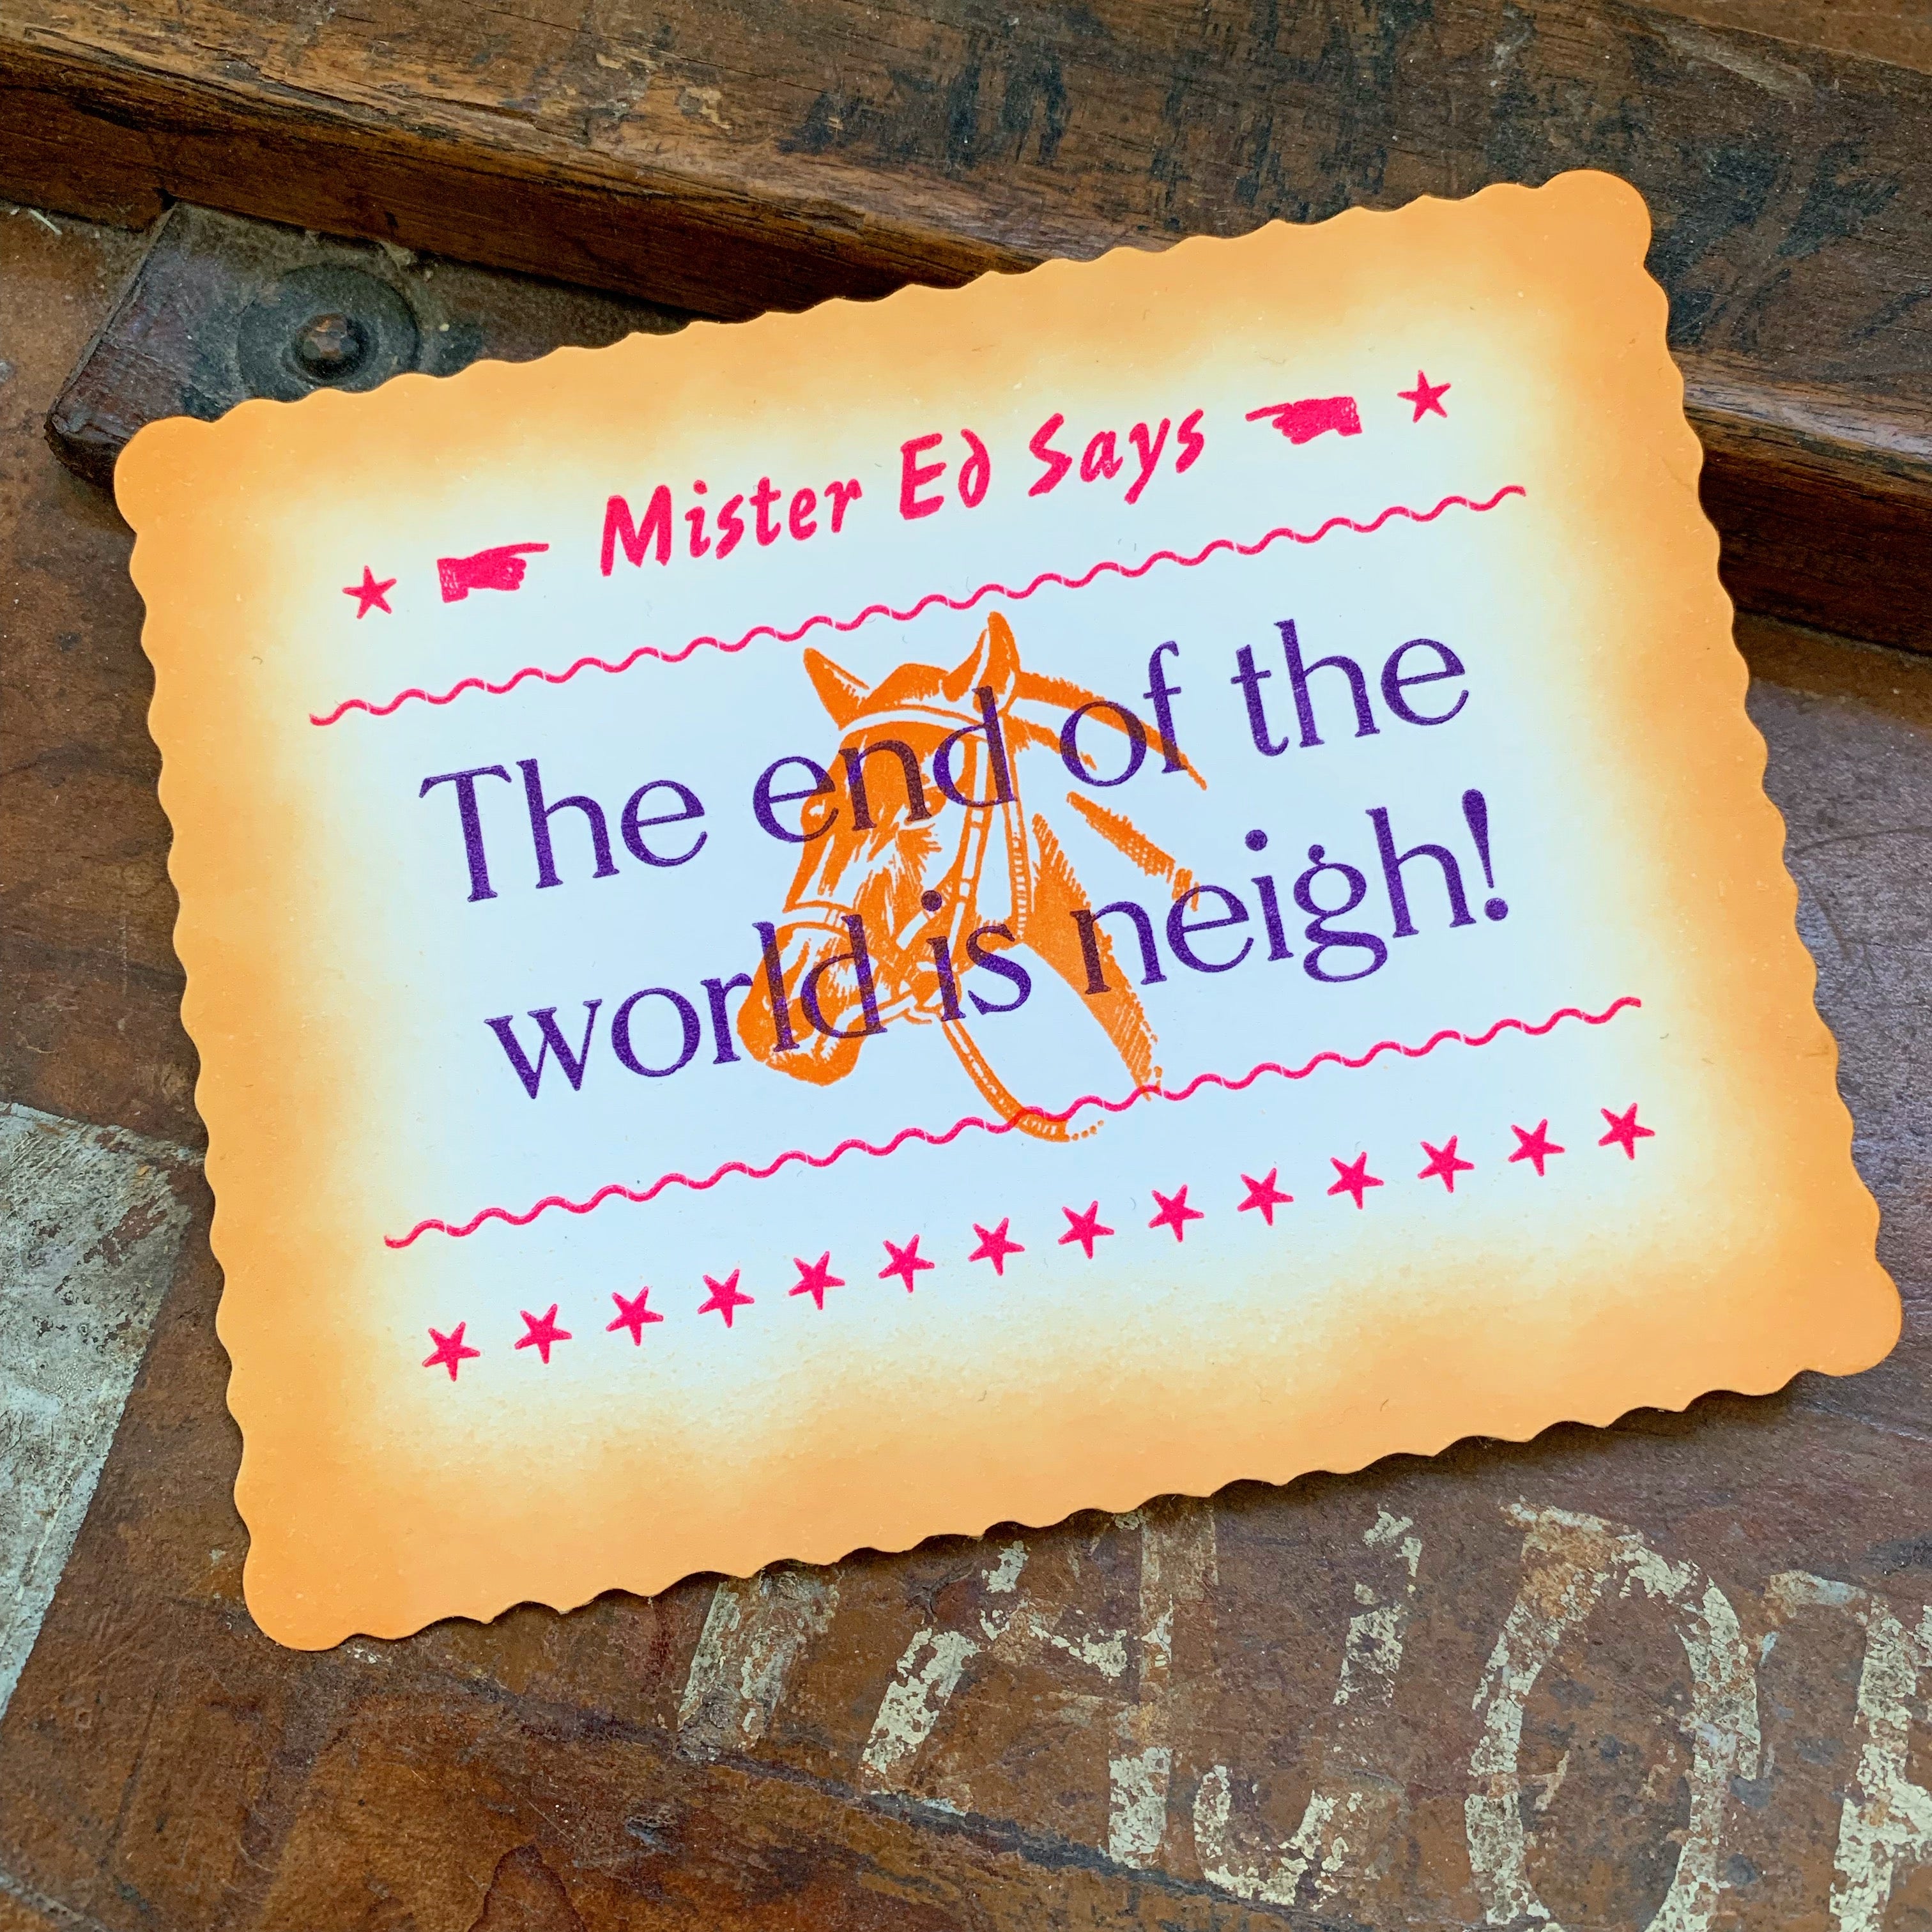 Mister Ed Says
The end of the
world is neigh!